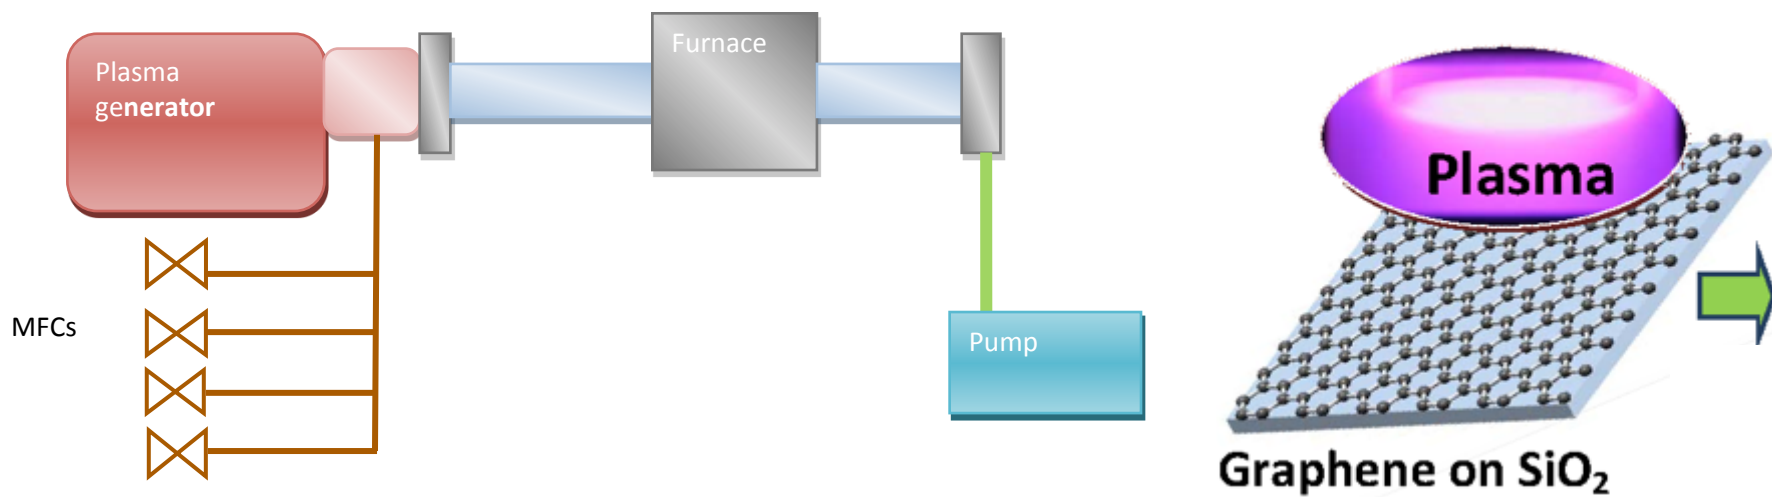 Plasma
generator
Furnace
MFCs
Pump
Plasma
Graphene on SiO₂